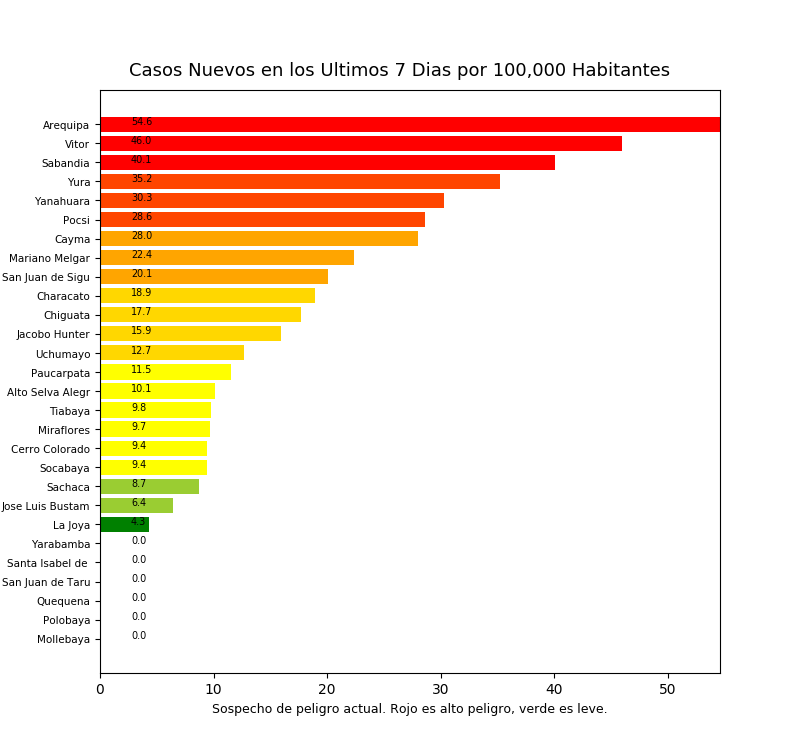 Casos Nuevos en los Ultimos 7 Dias por 100,000 Habitantes
Arequipa 54.6
Vitor 46.0
Sabandia 40.1
Yura 35.2
Yanahuara 30.3
Pocsi 28.6
Cayma 28.0
Mariano Melgar 22.4
San Juan de Sigu 20.1
Characato 18.9
Chiguata 17.7
Jacobo Hunter 15.9
Uchumayo 12.7
Paucarpata 11.5
Alto Selva Alegr 10.1
Tiabaya 9.8
Miraflores 9.7
Cerro Colorado 9.4
Socabaya 9.4
Sachaca 8.7
Jose Luis Bustam 6.4
La Joya 4.3
Yarabamba 0.0
Santa Isabel de 0.0
San Juan de Taru 0.0
Quequena 0.0
Polobaya 0.0
Mollebaya 0.0
0 10 20 30 40 50
Sospecho de peligro actual. Rojo es alto peligro, verde es leve.